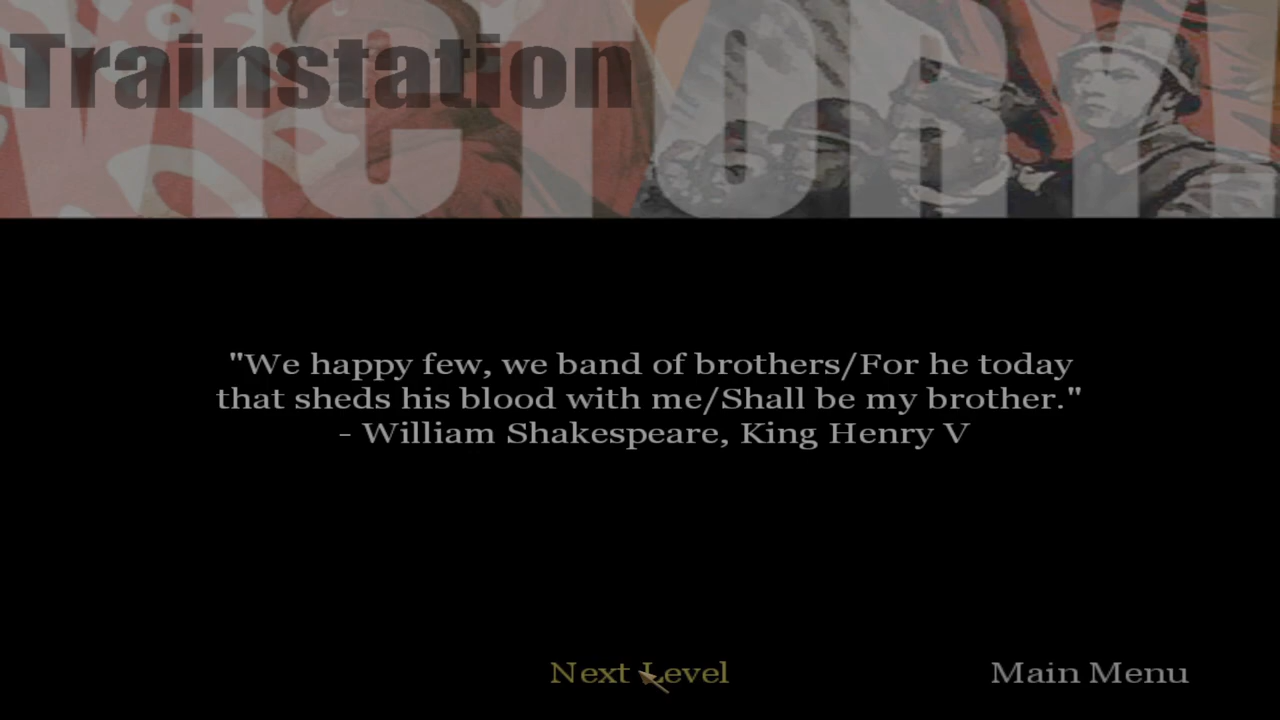 VICTORY!
Trainstation
"We happy few, we band of brothers/For he today
that sheds his blood with me/Shall be my brother."
- William Shakespeare, King Henry V
Next Level
Main Menu